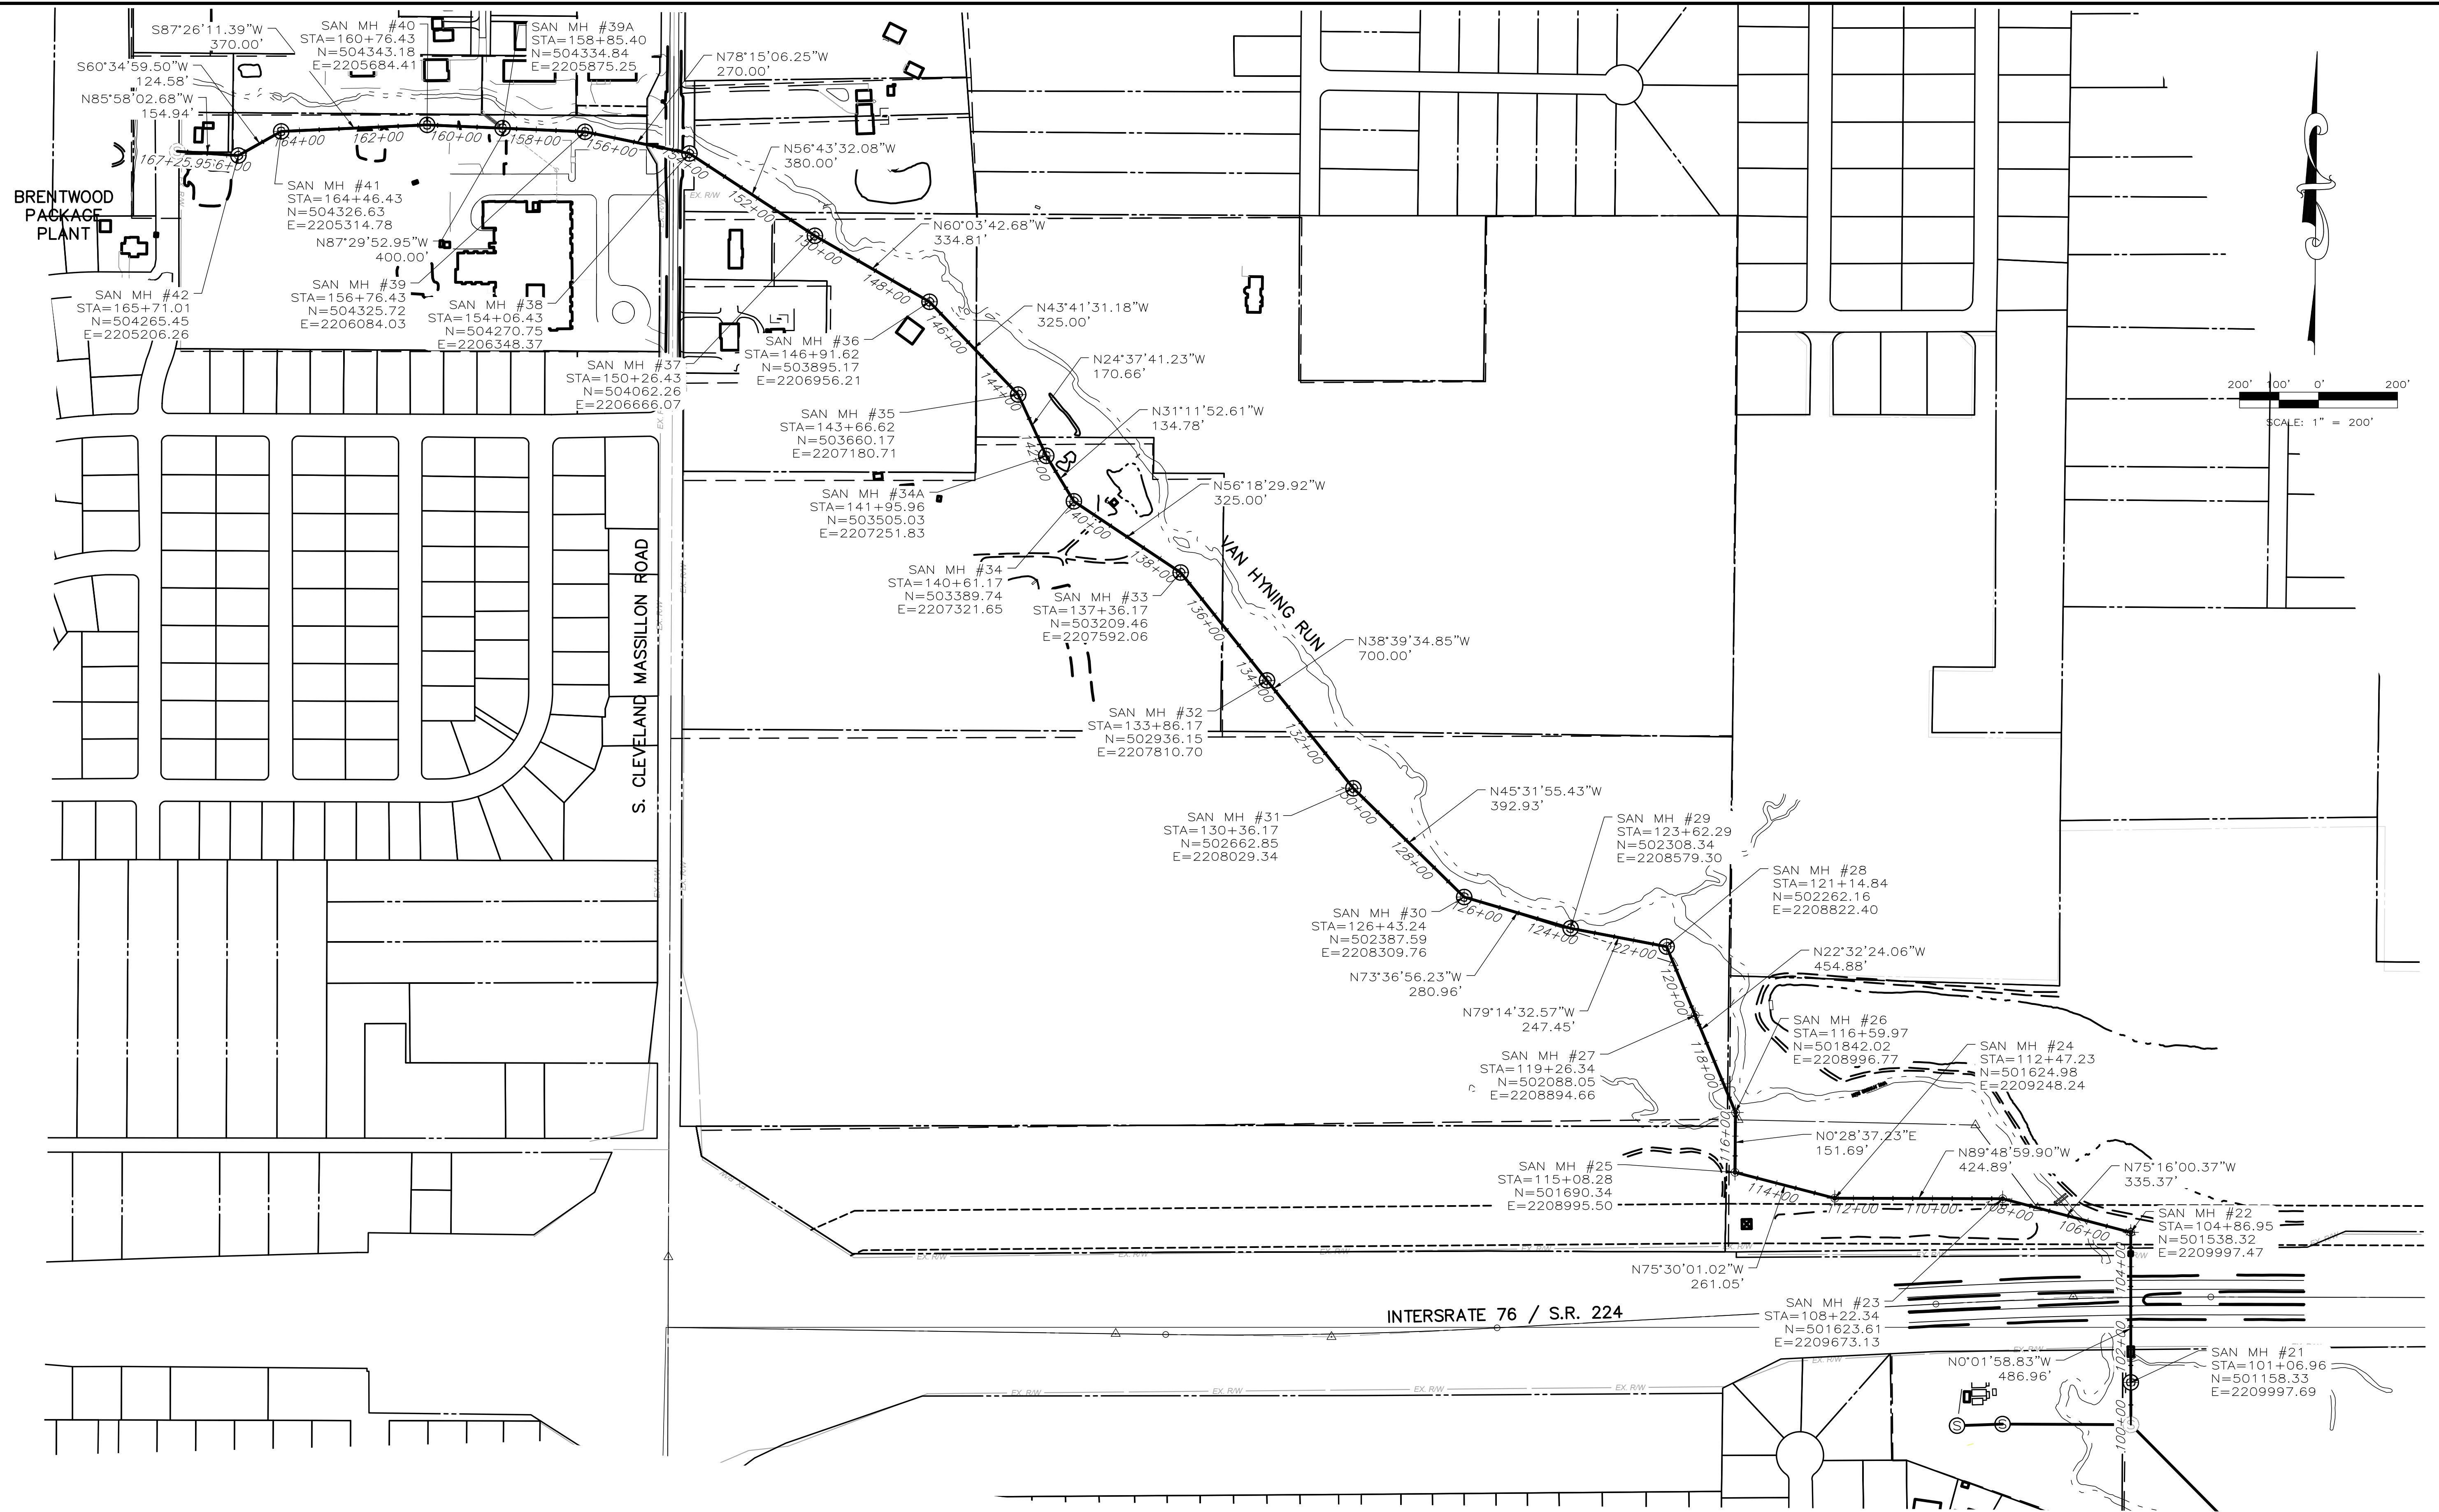 S87°26'11.39"W
370.00'
SAN MH #40
STA=160+76.43
N=504343.18
E=2205684.41
SAN MH #39A
STA=158+85.40
N=504334.84
E=2205875.25
N78°15'06.25"W
270.00'
S60°34'59.50"W
124.58'
N85°58'02.68"W
154.94'
167+25.95
164+00
162+00
160+00
158+00
156+00
N56°43'32.08"W
380.00'
BRENTWOOD
PACKAGE
PLANT
SAN MH #41
STA=164+46.43
N=504326.63
E=2205314.78
N87°29'52.95"W
400.00'
EX. R/W
152+00
150+00
N60°03'42.68"W
334.81'
148+00
SAN MH #42
STA=165+71.01
N=504265.45
E=2205206.26
SAN MH #39
STA=156+76.43
N=504325.72
E=2206084.03
SAN MH #38
STA=154+06.43
N=504270.75
E=2206348.37
N43°41'31.18"W
325.00'
146+00
SAN MH #36
STA=146+91.62
N=503895.17
E=2206956.21
SAN MH #37
STA=150+26.43
N=504062.26
E=2206666.07
N24°37'41.23"W
170.66'
144+00
200' 100' 0' 200'
SCALE: 1" = 200'
SAN MH #35
STA=143+66.62
N=503660.17
E=2207180.71
N31°11'52.61"W
134.78'
142+00
SAN MH #34A
STA=141+95.96
N=503505.03
E=2207251.83
N56°18'29.92"W
325.00'
140+00
138+00
VAN HYNING RUN
S. CLEVELAND MASSILLON ROAD
SAN MH #34
STA=140+61.17
N=503389.74
E=2207321.65
SAN MH #33
STA=137+36.17
N=503209.46
E=2207592.06
136+00
N38°39'34.85"W
700.00'
134+00
SAN MH #32
STA=133+86.17
N=502936.15
E=2207810.70
132+00
130+00
N45°31'55.43"W
392.93'
SAN MH #31
STA=130+36.17
N=502662.85
E=2208029.34
128+00
SAN MH #29
STA=123+62.29
N=502308.34
E=2208579.30
SAN MH #28
STA=121+14.84
N=502262.16
E=2208822.40
SAN MH #30
STA=126+43.24
N=502387.59
E=2208309.76
126+00
124+00
122+00
120+00
N73°36'56.23"W
280.96'
N22°32'24.06"W
454.88'
N79°14'32.57"W
247.45'
SAN MH #26
STA=116+59.97
N=501842.02
E=2208996.77
SAN MH #24
STA=112+47.23
N=501624.98
E=2209248.24
SAN MH #27
STA=119+26.34
N=502088.05
E=2208894.66
118+00
116+00
N0°28'37.23"E
151.69'
N89°48'59.90"W
424.89'
N75°16'00.37"W
335.37'
SAN MH #25
STA=115+08.28
N=501690.34
E=2208995.50
114+00
112+00
110+00
108+00
106+00
SAN MH #22
STA=104+86.95
N=501538.32
E=2209997.47
104+00
EX. R/W
EX. R/W
EX. R/W
EX. R/W
N75°30'01.02"W
261.05'
INTERSRATE 76 / S.R. 224
SAN MH #23
STA=108+22.34
N=501623.61
E=2209673.13
102+00
N0°01'58.83"W
486.96'
SAN MH #21
STA=101+06.96
N=501158.33
E=2209997.69
EX. R/W
EX. R/W
EX. R/W
EX. R/W
EX. R/W
100+00
S
S